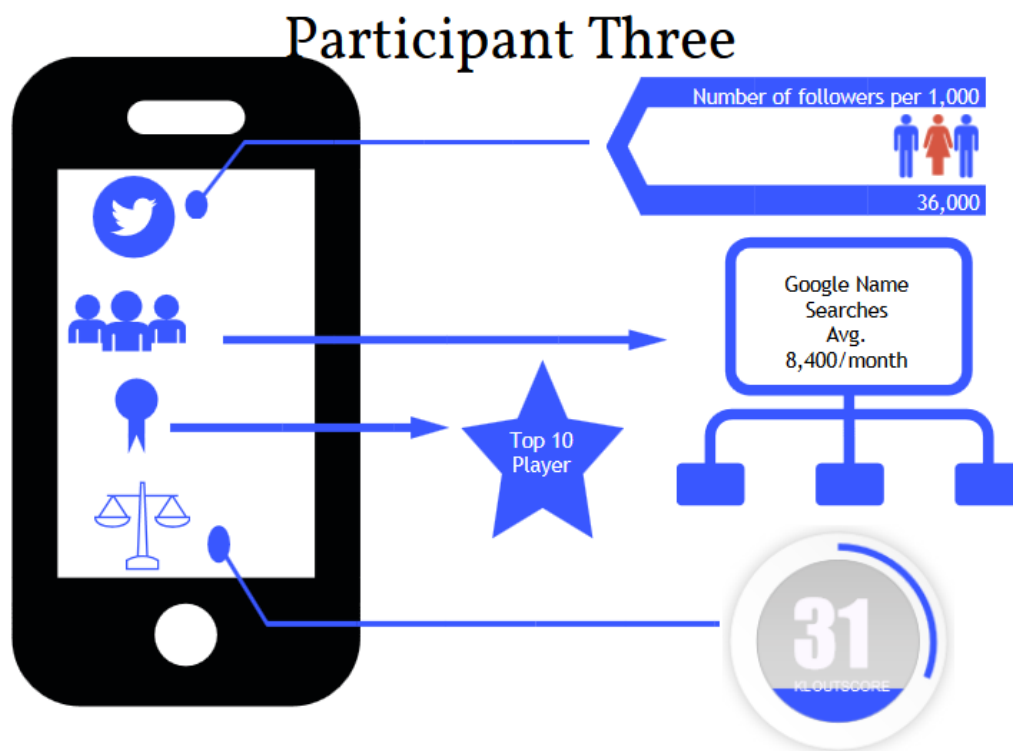 Participant Three
Number of followers per 1,000
36,000
Google Name
Searches
Avg.
8,400/month
Top 10
Player
31
KLOUTSCORE